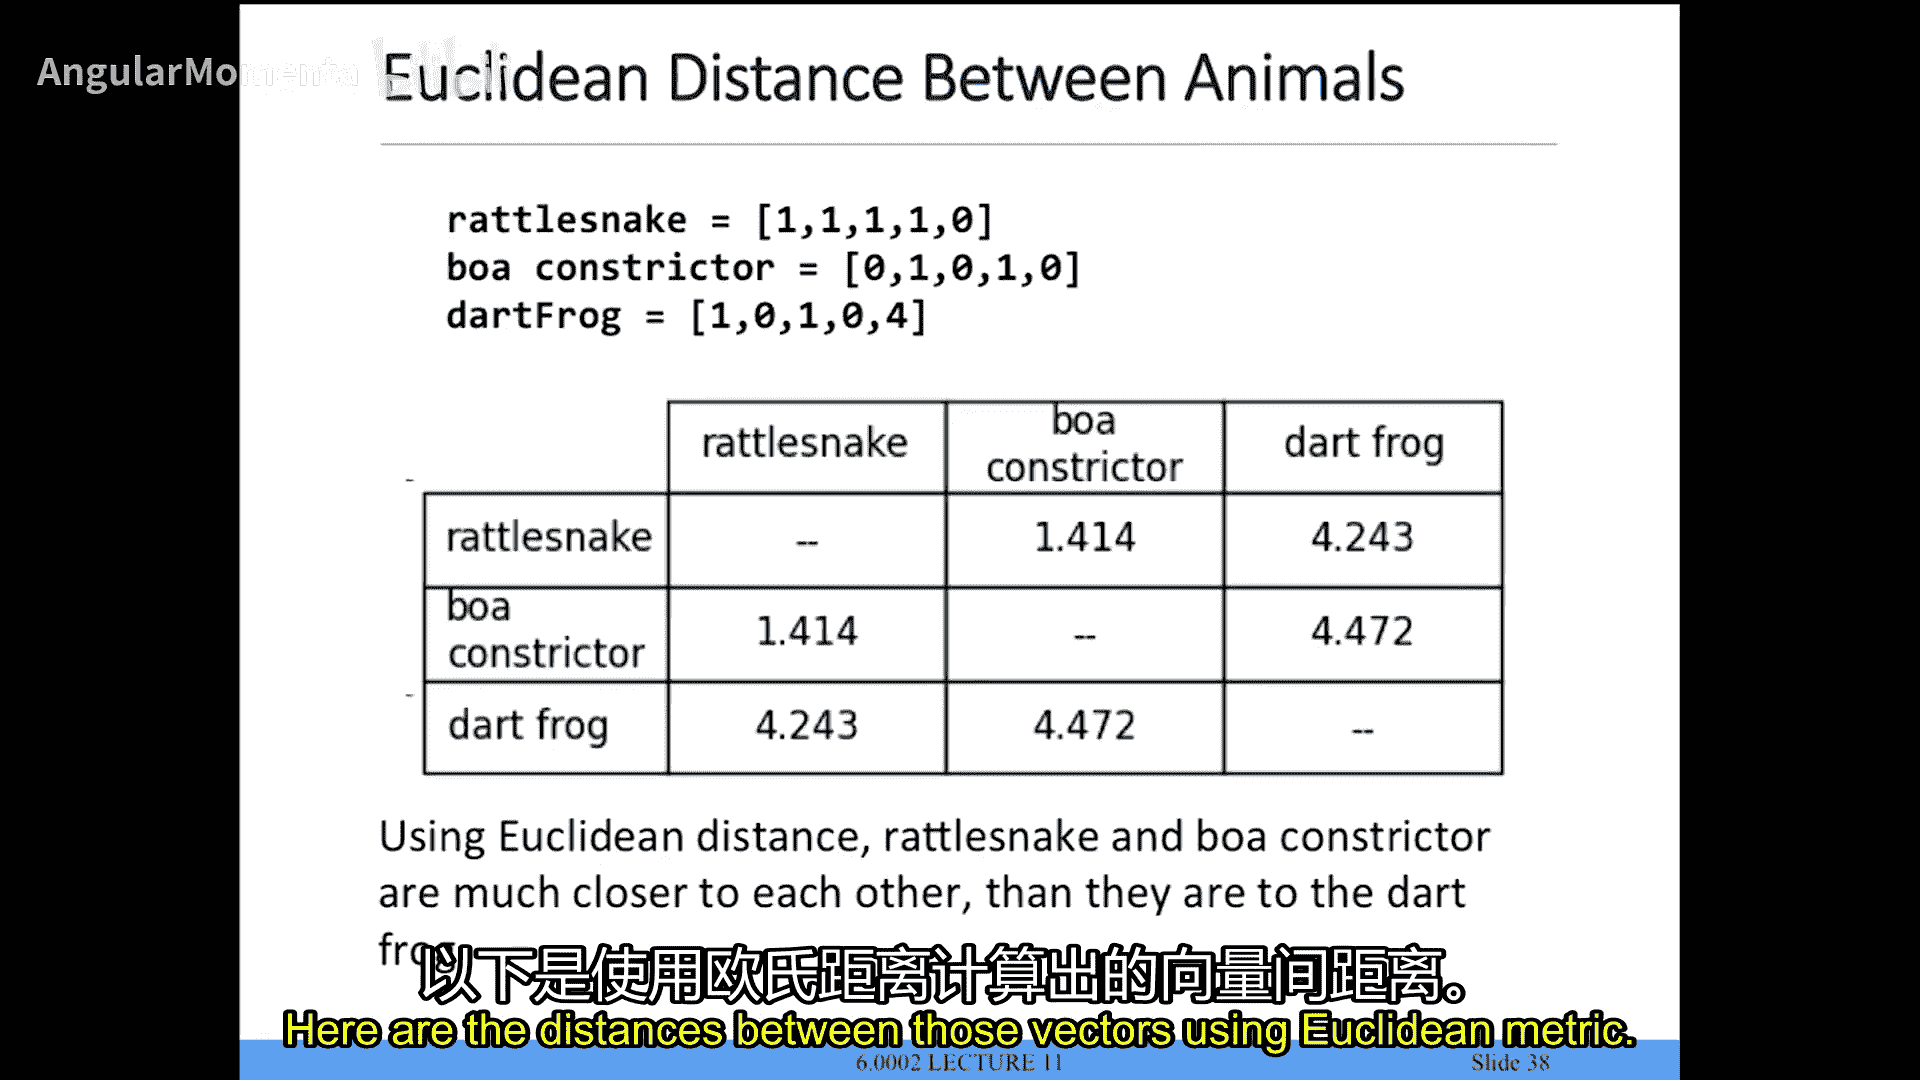 AngularMomenta
Euclidean Distance Between Animals
rattlesnake = [1,1,1,1,0]
boa constrictor = [0,1,0,1,0]
dartFrog = [1,0,1,0,4]
rattlesnake boa constrictor dart frog
rattlesnake -- 1.414 4.243
boa constrictor 1.414 -- 4.472
dart frog 4.243 4.472 --
Using Euclidean distance, rattlesnake and boa constrictor
are much closer to each other, than they are to the dart
frog
以下是使用欧氏距离计算出的向量间距离。
Here are the distances between those vectors using Euclidean metric.
6.0002 LECTURE 11
Slide 38